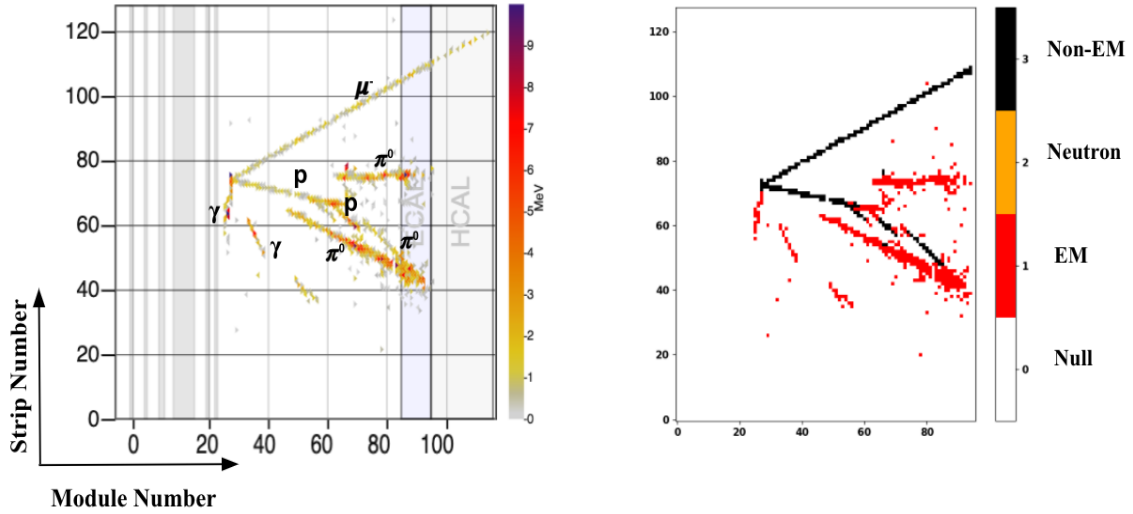 120
100
80
60
40
20
0
0
20
40
60
80
100
Strip Number
Module Number
μ-
π0
p
p
γ
γ
π0
π0
ECAL
HCAL
-9
-8
-7
-6
-5
-4
-3
-2
-1
-0
MeV
120
100
80
60
40
20
0
0
20
40
60
80
3
2
1
0
Non-EM
Neutron
EM
Null